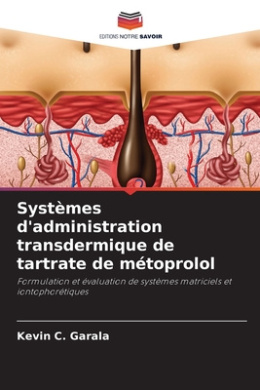 EDITIONS NOTRE SAVOIR
Systèmes
d'administration
transdermique de
tartrate de métoprolol
Formulation et évaluation de systèmes matriciels et
iontophorétiques
Kevin C. Garala